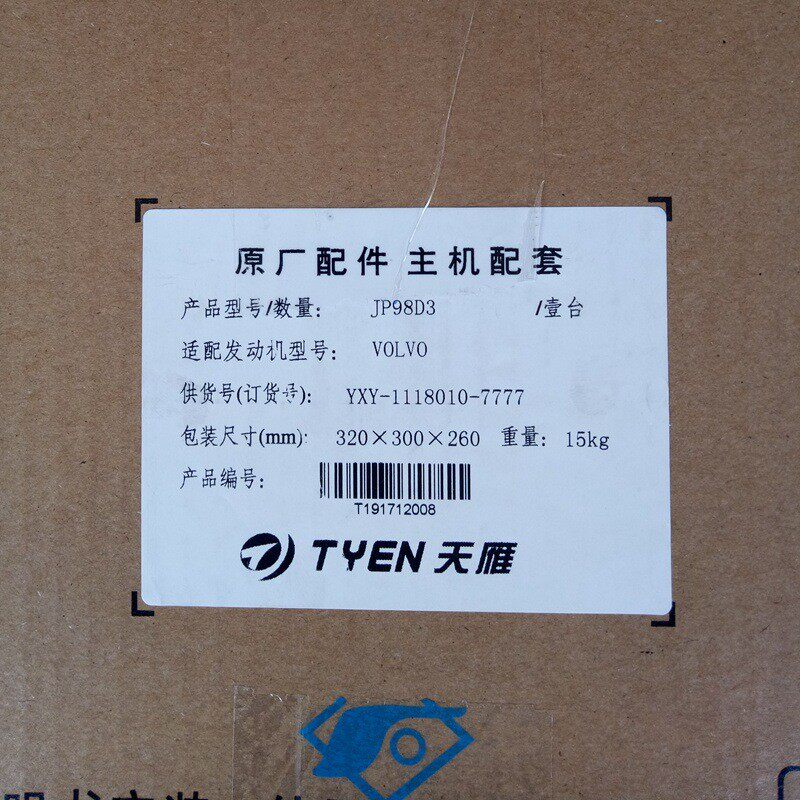 原厂配件 主机配套
产品型号/数量: JP98D3 /壹台
适配发动机型号: VOLVO
供货号(订货号): YXY-1118010-7777
包装尺寸(mm): 320×300×260 重量: 15kg
产品编号:
T191712008
TYEN 天雁